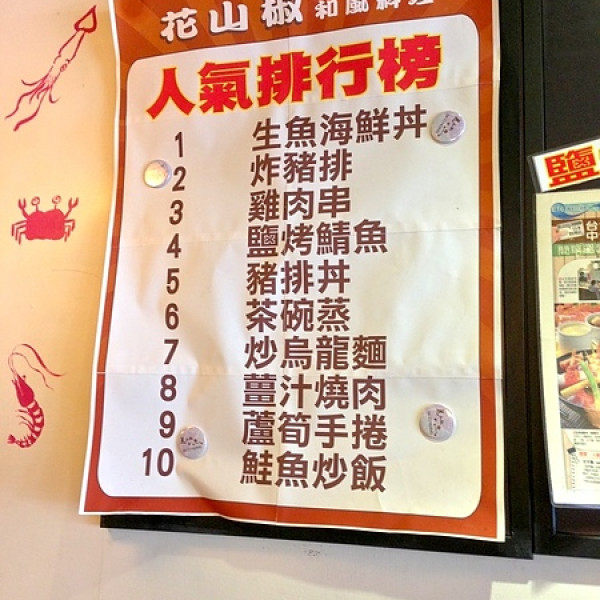 花山椒 和風料理
人氣排行榜
1 生魚海鮮丼
2 炸豬排
3 雞肉串
4 鹽烤鯖魚
5 豬排丼
6 茶碗蒸
7 炒烏龍麵
8 薑汁燒肉
9 蘆筍手捲
10 鮭魚炒飯
鹽
台中